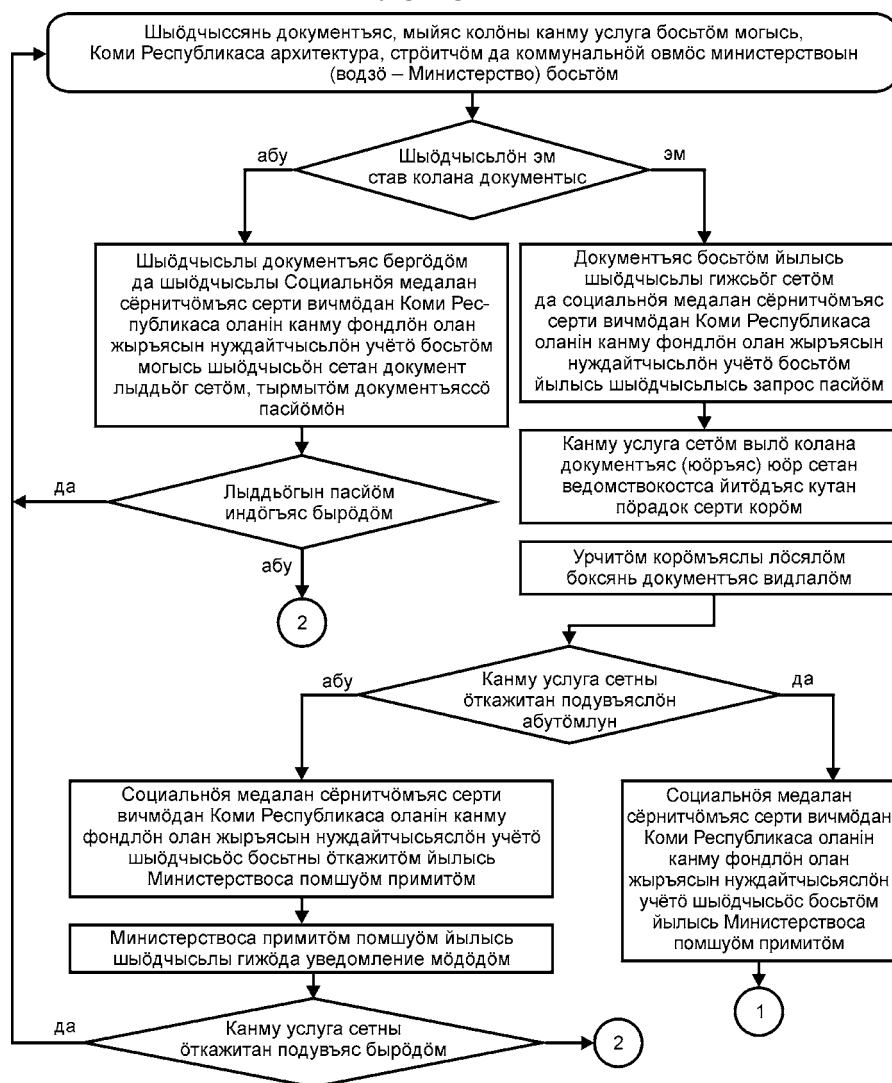 Шыӧдчыссянь документъяс, мыйяс колӧны канму услуга босьтӧм могысь,
Коми Республикаса архитектура, стрӧитчӧм да коммунальнӧй овмӧс министерствоын
(водзӧ – Министерство) босьтӧм
абу
Шыӧдчысьлӧн эм
став колана документыс
эм
Шыӧдчысьлы документъяс бергӧдӧм
да шыӧдчысьлы Социальнӧя медалан
сёрнитчӧмъяс серти вичмӧдан Коми Рес-
публикаса оланін канму фондлӧн олан
жыръясын нуждайтчысьлӧн учётӧ босьтӧм
могысь шыӧдчысьӧн сетан документ
лыддьӧг сетӧм, тырмытӧм документъяссӧ
пасйӧмӧн
Документъяс босьтӧм йылысь
шыӧдчысьлы гижсьӧг сетӧм
да социальнӧя медалан сёрнитчӧмъяс
серти вичмӧдан Коми Республикаса
оланін канму фондлӧн олан жыръясын
нуждайтчысьлӧн учётӧ босьтӧм
йылысь шыӧдчысьлысь запрос пасйӧм
Канму услуга сетӧм вылӧ колана
документъяс (юӧръяс) юӧр сетан
ведомствокостса йитӧдъяс кутан
пӧрадок серти корӧм
да
Лыддьӧгын пасйӧм
индӧгъяс бырӧдӧм
абу
2
Урчитӧм корӧмъяслы лӧсялӧм
боксянь документъяс видлалӧм
абу
Канму услуга сетны
ӧткажитан подувъяслӧн
абутӧмлун
да
Социальнӧя медалан сёрнитчӧмъяс серти
вичмӧдан Коми Республикаса оланін канму
фондлӧн олан жыръясын нуждайтчысьяслӧн учётӧ
шыӧдчысьӧс босьтны ӧткажитӧм йылысь
Министерствоса помшуӧм примитӧм
Социальнӧя медалан
сёрнитчӧмъяс серти вичмӧдан
Коми Республикаса оланін
канму фондлӧн олан
жыръясын нуждайтчысьяслӧн
учётӧ шыӧдчысьӧс босьтӧм
йылысь Министерствоса
помшуӧм примитӧм
Министерствоса примитӧм помшуӧм йылысь
шыӧдчысьлы гижӧда уведомление мӧдӧдӧм
1
да
Канму услуга сетны
ӧткажитан подувъяс бырӧдӧм
2